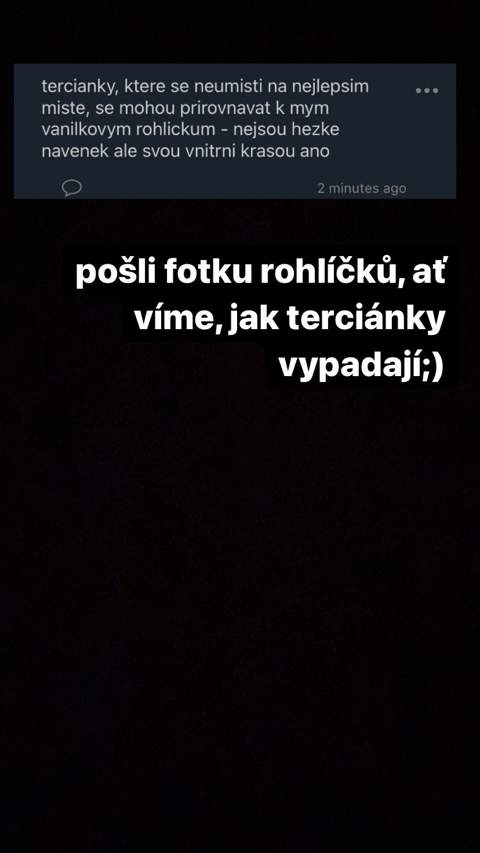 tercianky, ktere se neumisti na nejlepsim
miste, se mohou prirovnavat k mym
vanilkovym rohlickum - nejsou hezke
navenek ale svou vnitrni krasou ano
2 minutes ago
pošli fotku rohlíčků, ať
víme, jak terciánky
vypadají;)